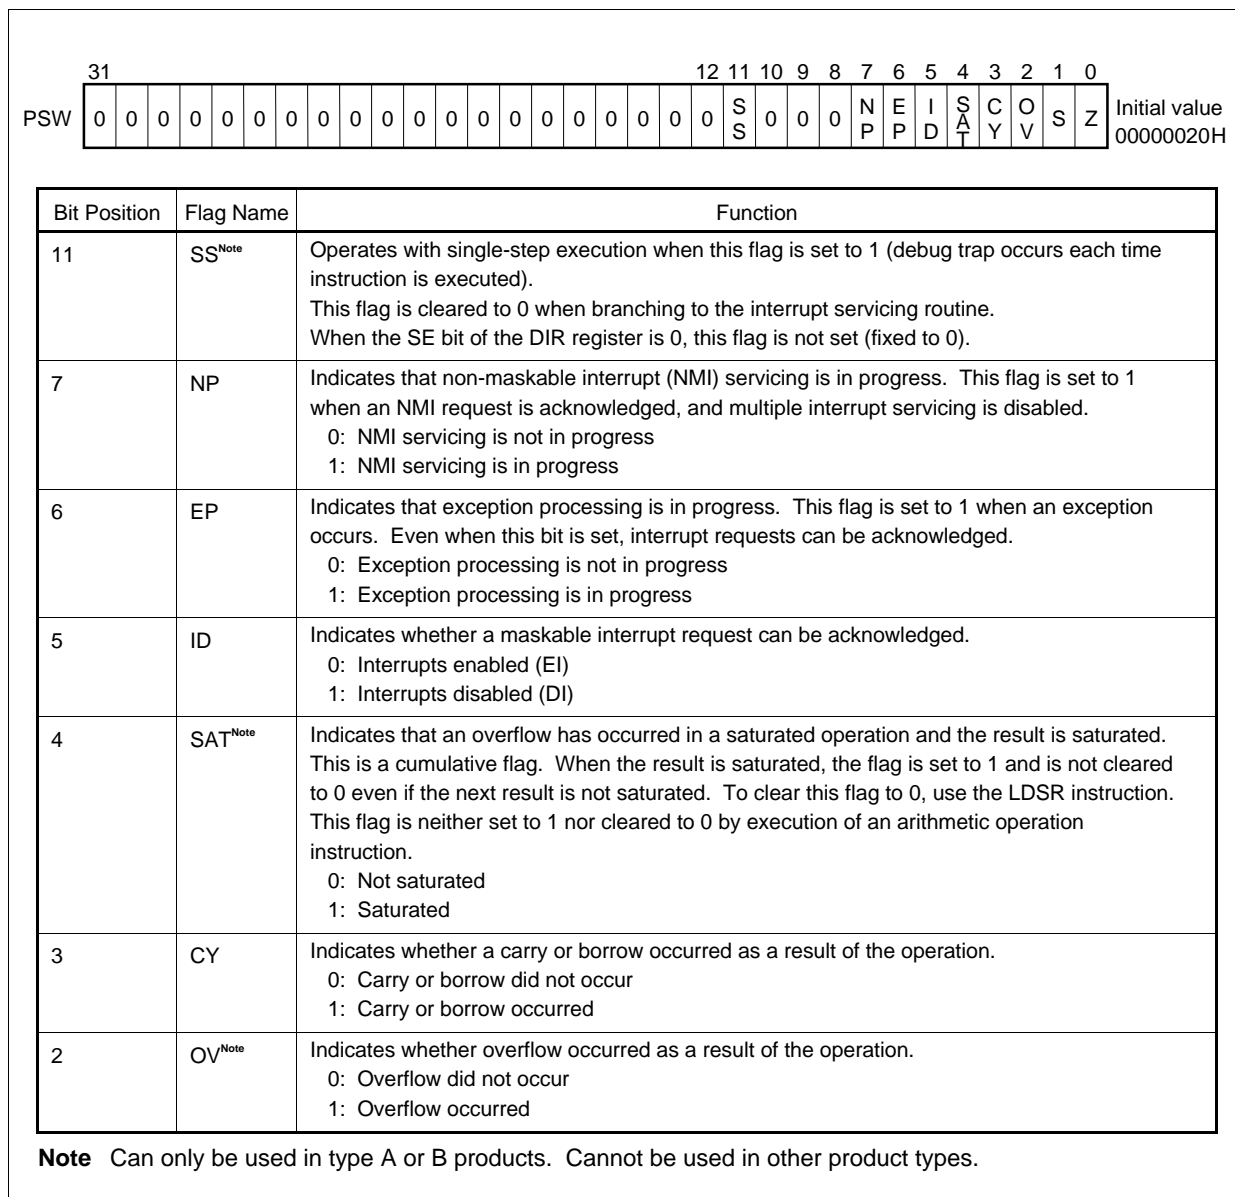 31 12 11 10 9 8 7 6 5 4 3 2 1 0
PSW 0 0 0 0 0 0 0 0 0 0 0 0 0 0 0 0 0 0 0 0 SS 0 0 0 NP EP ID SAT CY OV S Z Initial value
00000020H
Bit Position Flag Name Function
11 SSNote Operates with single-step execution when this flag is set to 1 (debug trap occurs each time
instruction is executed).
This flag is cleared to 0 when branching to the interrupt servicing routine.
When the SE bit of the DIR register is 0, this flag is not set (fixed to 0).
7 NP Indicates that non-maskable interrupt (NMI) servicing is in progress. This flag is set to 1
when an NMI request is acknowledged, and multiple interrupt servicing is disabled.
0: NMI servicing is not in progress
1: NMI servicing is in progress
6 EP Indicates that exception processing is in progress. This flag is set to 1 when an exception
occurs. Even when this bit is set, interrupt requests can be acknowledged.
0: Exception processing is not in progress
1: Exception processing is in progress
5 ID Indicates whether a maskable interrupt request can be acknowledged.
0: Interrupts enabled (EI)
1: Interrupts disabled (DI)
4 SATNote Indicates that an overflow has occurred in a saturated operation and the result is saturated.
This is a cumulative flag. When the result is saturated, the flag is set to 1 and is not cleared
to 0 even if the next result is not saturated. To clear this flag to 0, use the LDSR instruction.
This flag is neither set to 1 nor cleared to 0 by execution of an arithmetic operation
instruction.
0: Not saturated
1: Saturated
3 CY Indicates whether a carry or borrow occurred as a result of the operation.
0: Carry or borrow did not occur
1: Carry or borrow occurred
2 OVNote Indicates whether overflow occurred as a result of the operation.
0: Overflow did not occur
1: Overflow occurred
Note Can only be used in type A or B products. Cannot be used in other product types.